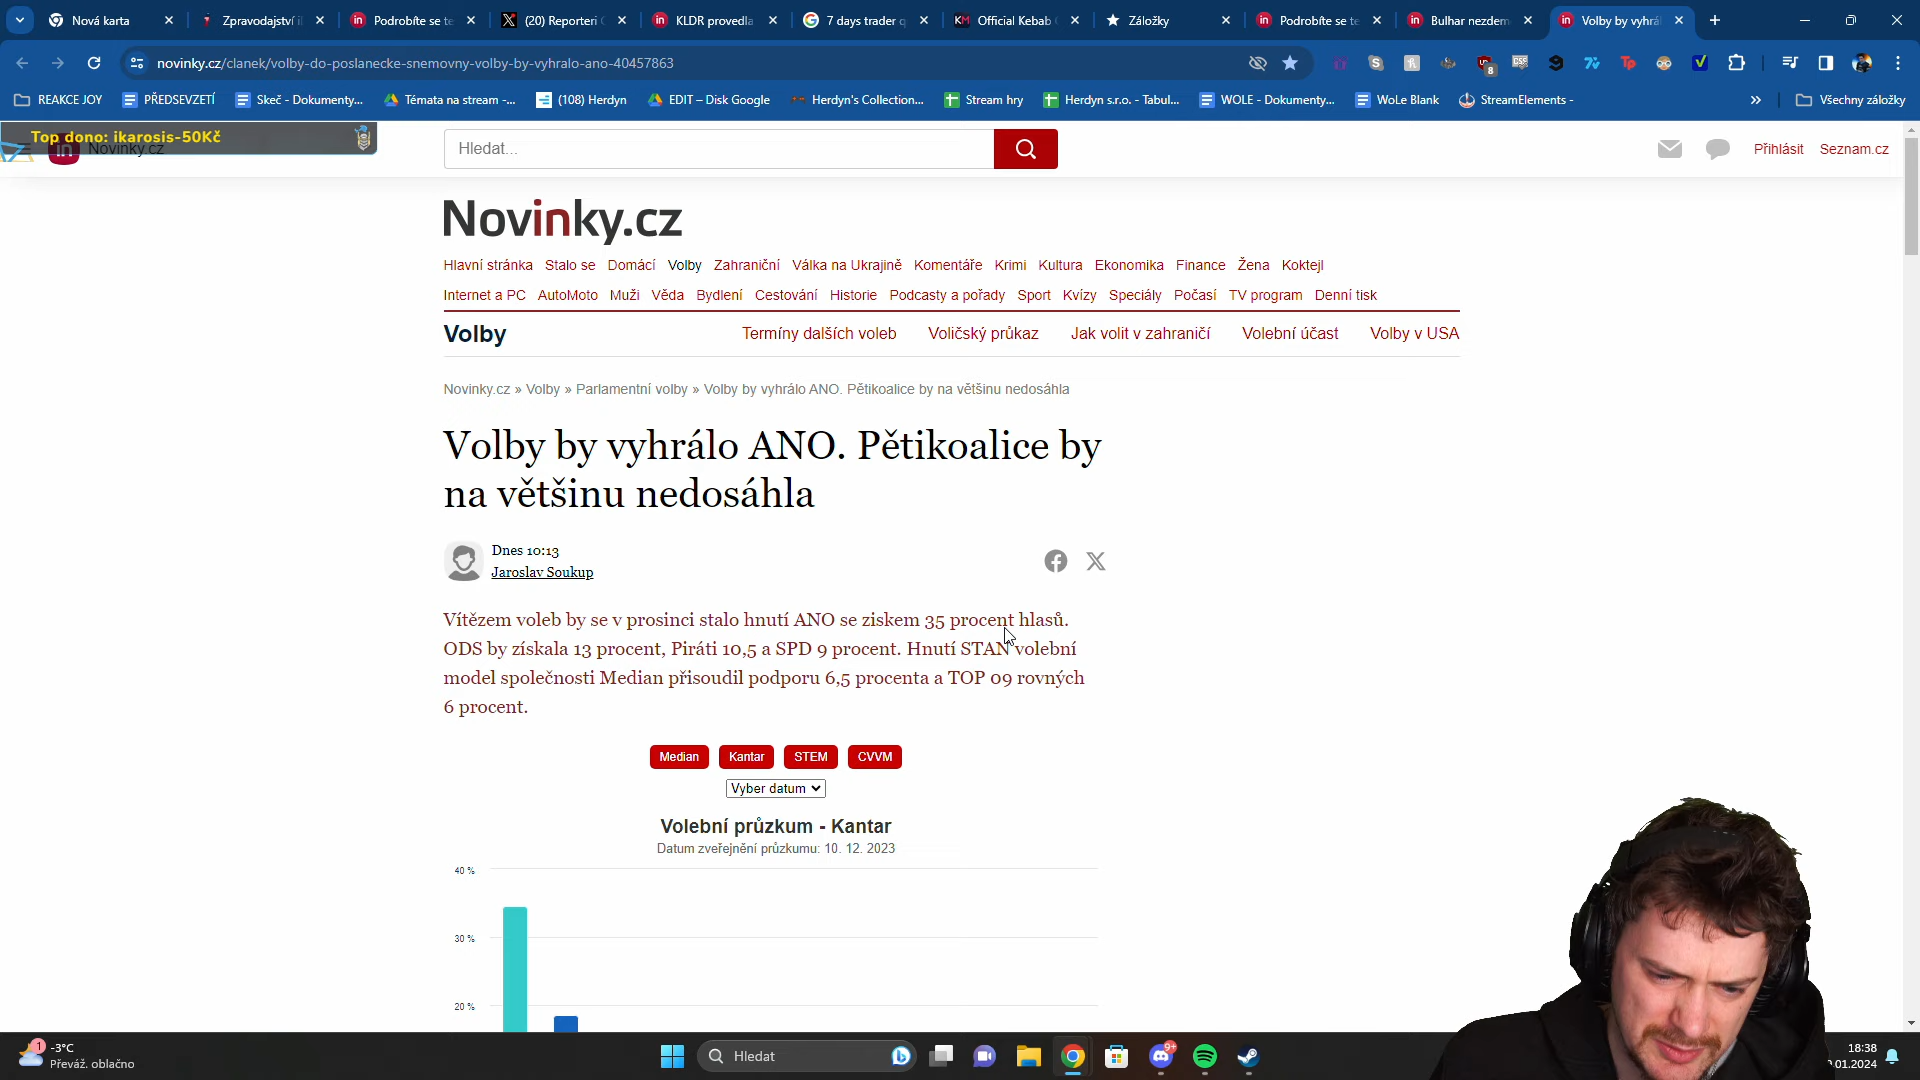 Nová karta
Zpravodajství i
Podrobíte se te
(20) Reporteri
KLDR provedla
7 days trader
Official Kebab
Záložky
Podrobíte se te
Bulhar nezdem
Volby by vyhrá
novinky.cz/clanek/volby-do-poslanecke-snemovny-volby-by-vyhralo-ano-40457863
REAKCE JOY
PŘEDSEVZETÍ
Skeč - Dokumenty...
Témata na stream -...
(108) Herdyn
EDIT – Disk Google
Herdyn's Collection...
Stream hry
Herdyn s.r.o. - Tabul...
WOLE - Dokumenty...
WoLe Blank
StreamElements -
Všechny záložky
Top dono: ikarosis-50Kč
Novinky.cz
Hledat...
Přihlásit
Seznam.cz
Novinky.cz
Hlavní stránka Stalo se Domácí Volby Zahraniční Válka na Ukrajině Komentáře Krimi Kultura Ekonomika Finance Žena Koktejl
Internet a PC AutoMoto Muži Věda Bydlení Cestování Historie Podcasty a pořady Sport Kvízy Speciály Počasí TV program Denní tisk
Volby
Termíny dalších voleb Voličský průkaz Jak volit v zahraničí Volební účast Volby v USA
Novinky.cz » Volby » Parlamentní volby » Volby by vyhrálo ANO. Pětikoalice by na většinu nedosáhla
Volby by vyhrálo ANO. Pětikoalice by
na většinu nedosáhla
Dnes 10:13
Jaroslav Soukup
Vítězem voleb by se v prosinci stalo hnutí ANO se ziskem 35 procent hlasů.
ODS by získala 13 procent, Piráti 10,5 a SPD 9 procent. Hnutí STAN volební
model společnosti Median přisoudil podporu 6,5 procenta a TOP 09 rovných
6 procent.
Median Kantar STEM CVVM
Vyber datum
Volební průzkum - Kantar
Datum zveřejnění průzkumu: 10. 12. 2023
40 %
30 %
20 %
-3°C
Převáž. oblačno
Hledat
18:38
.01.2024